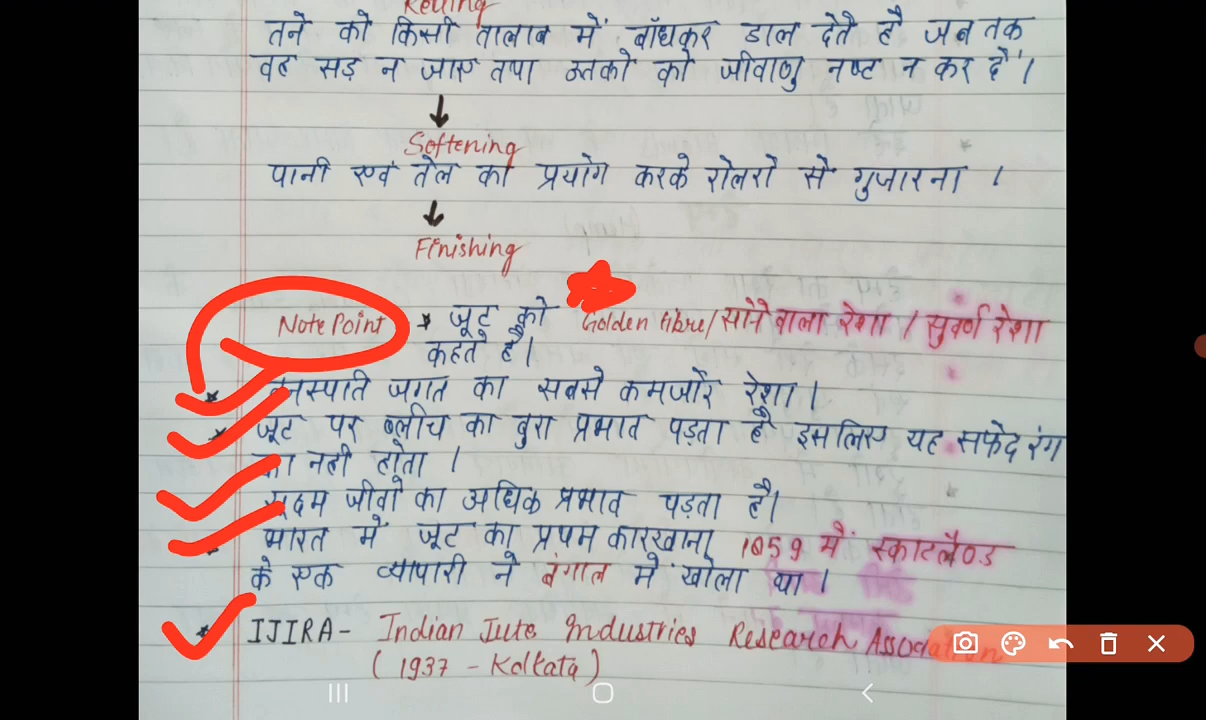 Retting
तने को किसी तालाब में बाँधकर डाल देते है जब तक
वह सड़ न जाए तथा ऊतको को जीवाणु नष्ट न कर दें।
Softening
पानी एवं तेल का प्रयोग करके रोलरो से गुजारना ।
Finishing
Note Point * जूट को Golden Fibre/सोने वाला रेशा / सुवर्ण रेशा
कहते है।
* वनस्पति जगत का सबसे कमजोर रेशा।
* जूट पर ब्लीच का बुरा प्रभाव पड़ता है इसलिए यह सफेद रंग
का नही होता ।
सूक्ष्म जीवों का अधिक प्रभाव पड़ता है।
भारत में जूट का प्रथम कारखाना में स्काटलैण्ड
के एक व्यापारी ने बंगाल में खोला था ।
* IJIRA- Indian Jute Industries Research Association
(1937 - Kolkata)